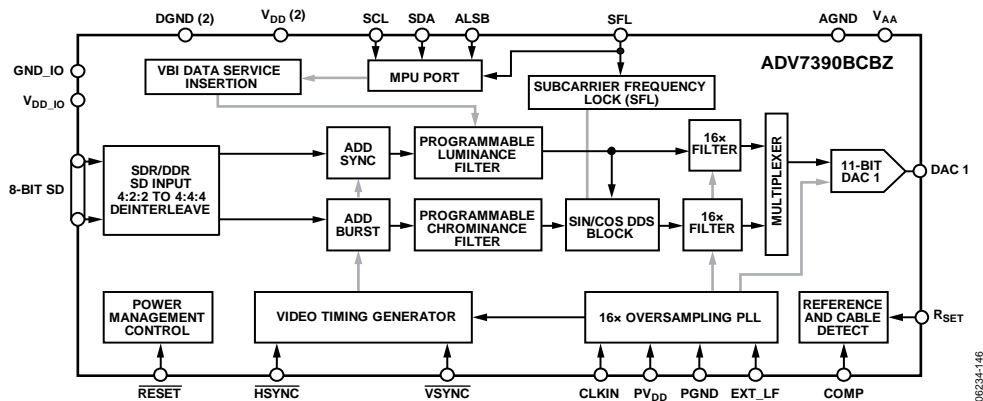 DGND (2)
VDD (2)
SCL
SDA
ALSB
SFL
AGND
VAA
GND_IO
VDD_IO
8-BIT SD
ADV7390BCBZ
VBI DATA SERVICE
INSERTION
MPU PORT
SUBCARRIER FREQUENCY
LOCK (SFL)
SDR/DDR
SD INPUT
4:2:2 TO 4:4:4
DEINTERLEAVE
ADD
SYNC
PROGRAMMABLE
LUMINANCE
FILTER
16×
FILTER
MULTIPLEXER
11-BIT
DAC 1
DAC 1
ADD
BURST
PROGRAMMABLE
CHROMINANCE
FILTER
SIN/COS DDS
BLOCK
16×
FILTER
POWER
MANAGEMENT
CONTROL
VIDEO TIMING GENERATOR
16× OVERSAMPLING PLL
REFERENCE
AND CABLE
DETECT
RSET
RESET
HSYNC
VSYNC
CLKIN
PVDD
PGND
EXT_LF
COMP
06234-146